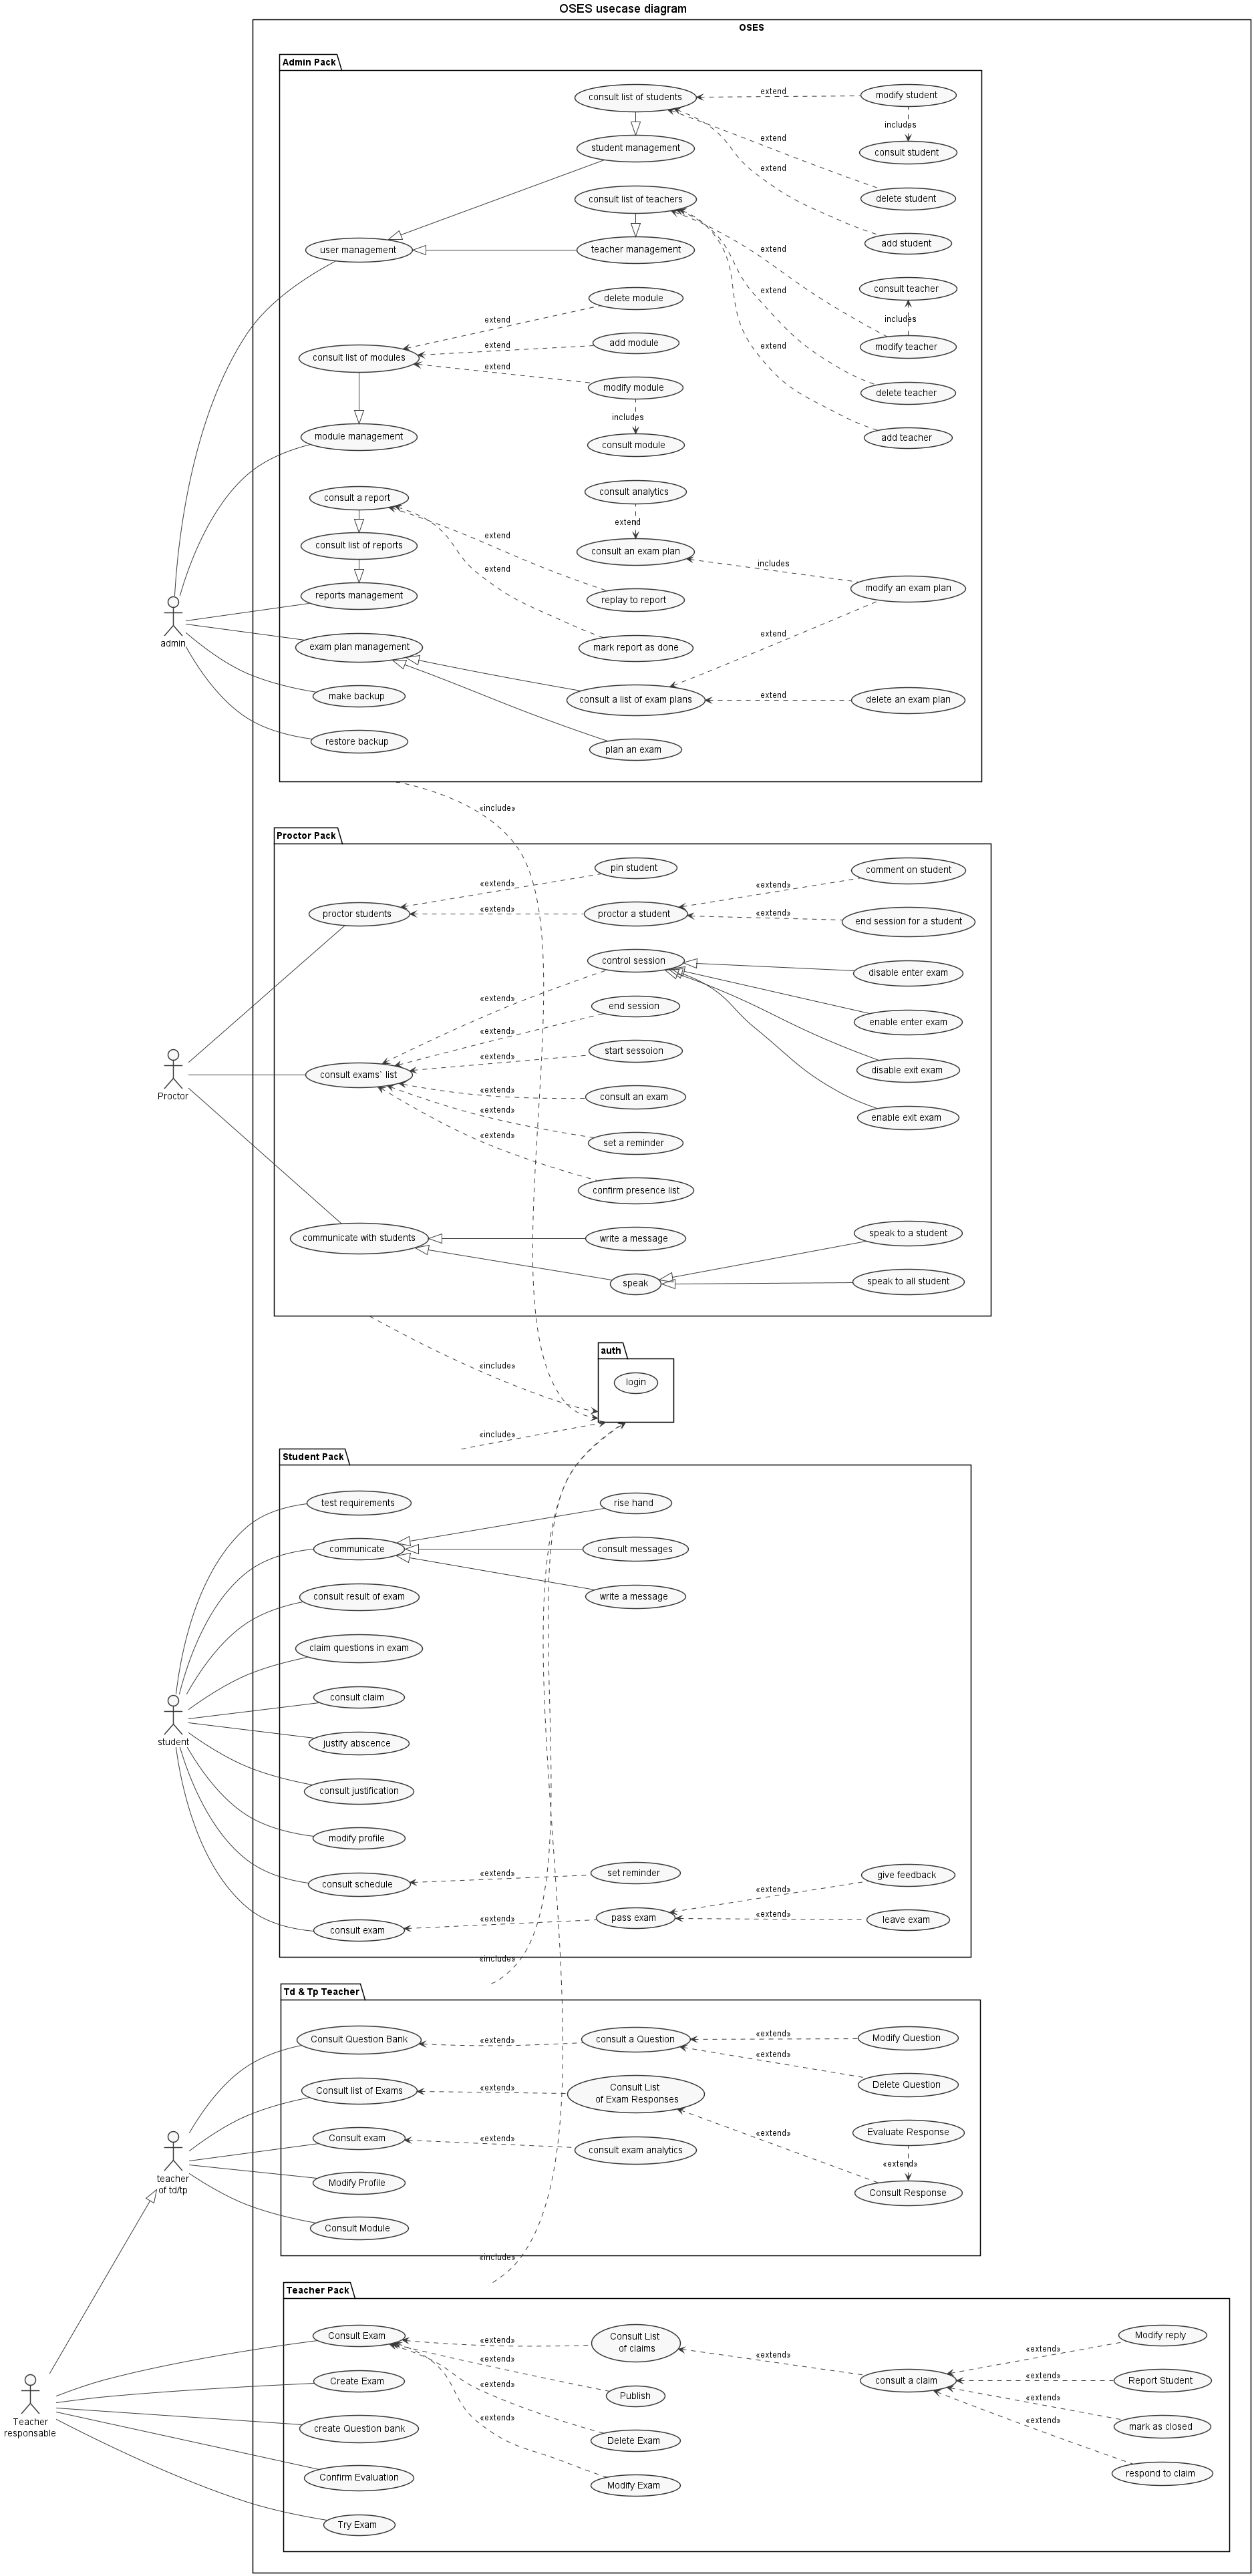 OSES usecase diagram
OSES
Admin Pack
consult list of students
extend
modify student
includes
consult student
student management
extend
extend
delete student
add student
consult list of teachers
user management
teacher management
extend
consult teacher
includes
modify teacher
extend
delete teacher
extend
add teacher
delete module
extend
add module
consult list of modules
extend
extend
modify module
includes
consult module
module management
consult a report
consult analytics
extend
consult list of reports
extend
consult an exam plan
includes
extend
reports management
replay to report
modify an exam plan
admin
extend
exam plan management
mark report as done
make backup
consult a list of exam plans
extend
delete an exam plan
restore backup
plan an exam
«include»
Proctor Pack
pin student
comment on student
«extend»
«extend»
proctor students
«extend»
proctor a student
«extend»
end session for a student
control session
disable enter exam
«extend»
end session
enable enter exam
«extend»
start sessoion
«extend»
disable exit exam
consult exams` list
«extend»
consult an exam
Proctor
«extend»
enable exit exam
«extend»
set a reminder
confirm presence list
communicate with students
write a message
speak to a student
speak
speak to all student
auth
«include»
login
«include»
Student Pack
test requirements
rise hand
communicate
consult messages
consult result of exam
write a message
claim questions in exam
consult claim
student
justify abscence
consult justification
modify profile
consult schedule
«extend»
set reminder
give feedback
«extend»
consult exam
«extend»
pass exam
«extend»
leave exam
«include»
Td & Tp Teacher
Consult Question Bank
«extend»
consult a Question
«extend»
Modify Question
«extend»
Delete Question
Consult list of Exams
«extend»
Consult List
of Exam Responses
Evaluate Response
«extend»
Consult exam
«extend»
consult exam analytics
«extend»
Consult Response
teacher
of td/tp
Modify Profile
Consult Module
«include»
Teacher Pack
Consult Exam
«extend»
Consult List
of claims
«extend»
Modify reply
«extend»
«extend»
Create Exam
«extend»
consult a claim
«extend»
Report Student
Publish
«extend»
Teacher
responsable
«extend»
create Question bank
Delete Exam
mark as closed
«extend»
Confirm Evaluation
Modify Exam
respond to claim
Try Exam